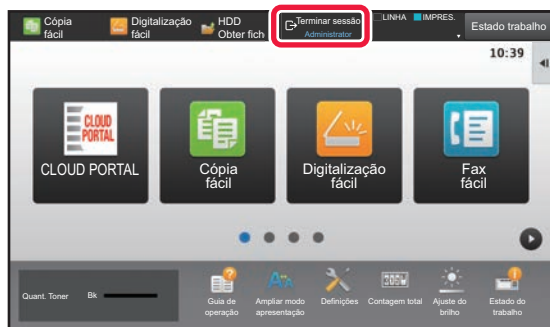 Cópia
fácil
Digitalização
fácil
HDD
Obter fich
Terminar sessão
Administrator
LINHA
IMPRES.
Estado trabalho
10:39
CLOUD
PORTAL
CLOUD PORTAL
Cópia
fácil
Digitalização
fácil
Fax
fácil
Quant. Toner
Bk
Guia de
operação
Ampliar modo
apresentação
Definições
Contagem total
Ajuste do
brilho
Estado do
trabalho